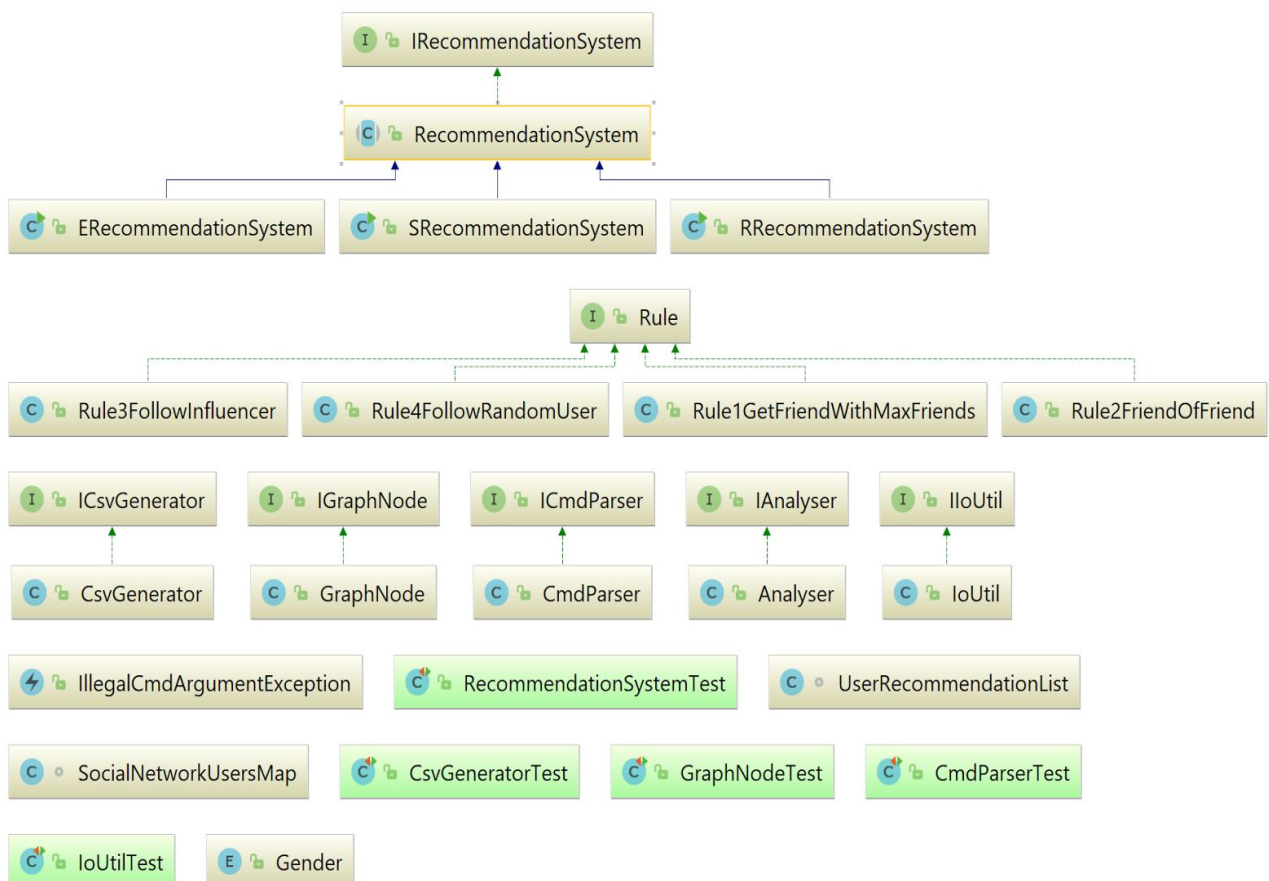 IRecommendationSystem
RecommendationSystem
ERecommendationSystem
SRecommendationSystem
RRecommendationSystem
Rule
Rule3FollowInfluencer
Rule4FollowRandomUser
Rule1GetFriendWithMaxFriends
Rule2FriendOfFriend
ICsvGenerator
IGraphNode
ICmdParser
IAnalyser
IIoUtil
CsvGenerator
GraphNode
CmdParser
Analyser
IoUtil
IllegalCmdArgumentException
RecommendationSystemTest
UserRecommendationList
SocialNetworkUsersMap
CsvGeneratorTest
GraphNodeTest
CmdParserTest
IoUtilTest
Gender